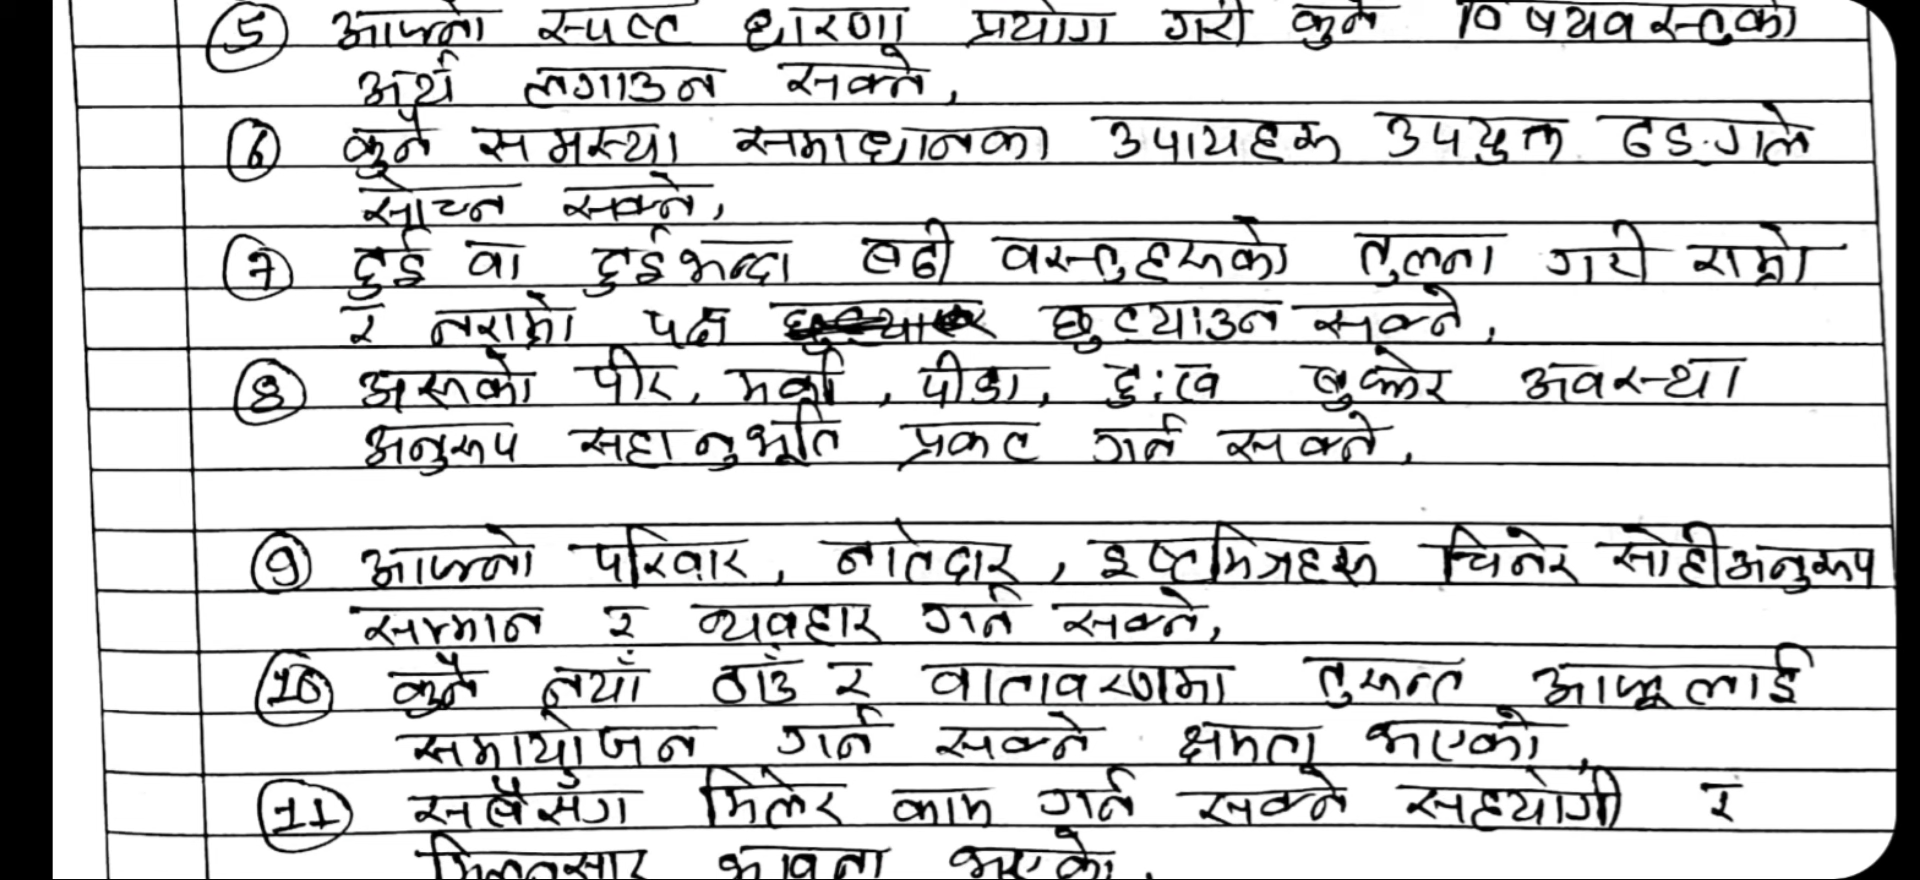 ⑤ आफ्नो स्पष्ट धारणा प्रयोग गरी कुनै विषयवस्तुको
अर्थ लगाउन सक्ने,
⑥ कुनै समस्या समाधानका उपायहरू उपयुक्त ढङ्गले
सोच्न सक्ने,
⑦ दुई वा दुईभन्दा बढी वस्तुहरूको तुलना गरी राम्रो
र नराम्रो पक्ष छुट्याउन सक्ने,
⑧ अरूको पीर, मर्का, पीडा, दुःख बुझेर अवस्था
अनुरूप सहानुभूति प्रकट गर्न सक्ने,
⑨ आफ्नो परिवार, नातेदार, इष्टमित्रहरू चिनेर सोहीअनुरूप
सम्मान र व्यवहार गर्न सक्ने,
⑩ कुनै नयाँ ठाउँ र वातावरणमा तुरून्त आफूलाई
समायोजन गर्न सक्ने क्षमता भएको,
⑪ सबैसँग मिलेर काम गर्न सक्ने सहयोगी र
मिलनसार भावना भएको,